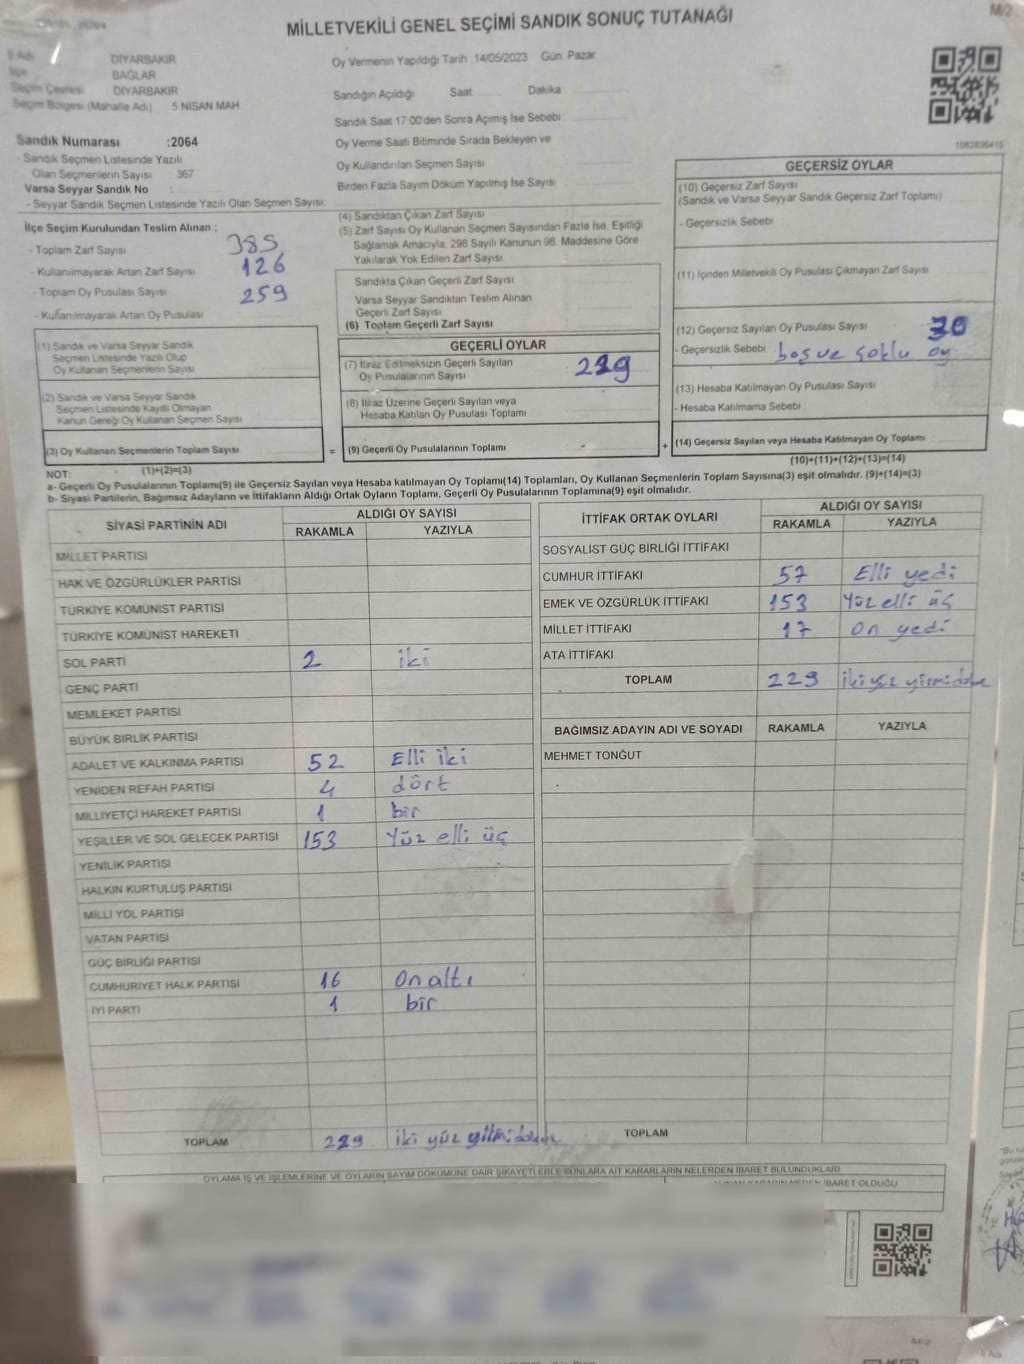 M/2
MİLLETVEKİLİ GENEL SEÇİMİ SANDIK SONUÇ TUTANAĞI
İl Adı DİYARBAKIR
İlçe BAĞLAR
Seçim Çevresi DİYARBAKIR
Seçim Bölgesi (Mahalle Adı) 5 NİSAN MAH
Oy Vermenin Yapıldığı Tarih :14/05/2023 Gün: Pazar
Sandığın Açıldığı Saat Dakika
Sandık Saat 17:00'den Sonra Açımış İse Sebebi
Oy Verme Saati Bitiminde Sırada Bekleyen ve
Oy Kullandırılan Seçmen Sayısı
Birden Fazla Sayım Döküm Yapılmış İse Sayısı
1083836415
Sandık Numarası :2064
- Sandık Seçmen Listesinde Yazılı
Olan Seçmenlerin Sayısı : 367
Varsa Seyyar Sandık No :
- Seyyar Sandık Seçmen Listesinde Yazılı Olan Seçmen Sayısı:
İlçe Seçim Kurulundan Teslim Alınan :
- Toplam Zarf Sayısı 385
- Kullanılmayarak Artan Zarf Sayısı 126
- Toplam Oy Pusulası Sayısı 259
- Kullanılmayarak Artan Oy Pusulası
(4) Sandıktan Çıkan Zarf Sayısı
(5) Zarf Sayısı Oy Kullanan Seçmen Sayısından Fazla İse, Eşitliği
Sağlamak Amacıyla, 298 Sayılı Kanunun 98. Maddesine Göre
Yakılarak Yok Edilen Zarf Sayısı
Sandıkta Çıkan Geçerli Zarf Sayısı
Varsa Seyyar Sandıktan Teslim Alınan
Geçerli Zarf Sayısı
(6) Toplam Geçerli Zarf Sayısı
GEÇERSİZ OYLAR
(10) Geçersiz Zarf Sayısı
(Sandık ve Varsa Seyyar Sandık Geçersiz Zarf Toplamı)
- Geçersizlik Sebebi
(11) İçinden Milletvekili Oy Pusulası Çıkmayan Zarf Sayısı
(12) Geçersiz Sayılan Oy Pusulası Sayısı 30
- Geçersizlik Sebebi boş ve çoklu oy
(13) Hesaba Katılmayan Oy Pusulası Sayısı
- Hesaba Katılmama Sebebi
(14) Geçersiz Sayılan veya Hesaba Katılmayan Oy Toplamı
(10)+(11)+(12)+(13)=(14)
(1) Sandık ve Varsa Seyyar Sandık
Seçmen Listesinde Yazılı Olup
Oy Kullanan Seçmenlerin Sayısı
(2) Sandık ve Varsa Seyyar Sandık
Seçmen Listesinde Kayıtlı Olmayan
Kanun Gereği Oy Kullanan Seçmen Sayısı
(3) Oy Kullanan Seçmenlerin Toplam Sayısı
(1)+(2)=(3)
=
GEÇERLİ OYLAR
(7) İtiraz Edilmeksizin Geçerli Sayılan
Oy Pusulalarının Sayısı 229
(8) İtiraz Üzerine Geçerli Sayılan veya
Hesaba Katılan Oy Pusulası Toplamı
(9) Geçerli Oy Pusulalarının Toplamı
+
NOT:
a- Geçerli Oy Pusulalarının Toplamı(9) ile Geçersiz Sayılan veya Hesaba katılmayan Oy Toplamı(14) Toplamları, Oy Kullanan Seçmenlerin Toplam Sayısına(3) eşit olmalıdır. (9)+(14)=(3)
b- Siyasi Partilerin, Bağımsız Adayların ve İttifakların Aldığı Ortak Oyların Toplamı, Geçerli Oy Pusulalarının Toplamına(9) eşit olmalıdır.
SİYASİ PARTİNİN ADI ALDIĞI OY SAYISI
RAKAMLA YAZIYLA
MİLLET PARTİSİ
HAK VE ÖZGÜRLÜKLER PARTİSİ
TÜRKİYE KOMÜNİST PARTİSİ
TÜRKİYE KOMÜNİST HAREKETİ
SOL PARTİ 2 iki
GENÇ PARTİ
MEMLEKET PARTİSİ
BÜYÜK BİRLİK PARTİSİ
ADALET VE KALKINMA PARTİSİ 52 Elli iki
YENİDEN REFAH PARTİSİ 4 dört
MİLLİYETÇİ HAREKET PARTİSİ 1 bir
YEŞİLLER VE SOL GELECEK PARTİSİ 153 Yüz elli üç
YENİLİK PARTİSİ
HALKIN KURTULUŞ PARTİSİ
MİLLİ YOL PARTİSİ
VATAN PARTİSİ
GÜÇ BİRLİĞİ PARTİSİ
CUMHURİYET HALK PARTİSİ 16 On altı
İYİ PARTİ 1 bir
TOPLAM 229 iki yüz
İTTİFAK ORTAK OYLARI ALDIĞI OY SAYISI
RAKAMLA YAZIYLA
SOSYALİST GÜÇ BİRLİĞİ İTTİFAKI
CUMHUR İTTİFAKI 57 Elli yedi
EMEK VE ÖZGÜRLÜK İTTİFAKI 153 Yüz elli üç
MİLLET İTTİFAKI 17 On yedi
ATA İTTİFAKI
TOPLAM 229 iki yüz
BAĞIMSIZ ADAYIN ADI VE SOYADI RAKAMLA YAZIYLA
MEHMET TONĞUT
TOPLAM
OYLAMA İŞ VE İŞLEMLERİNE VE OYLARIN SAYIM DÖKÜMÜNE DAİR ŞİKAYETLERLE BUNLARA AİT KARARLARIN NELERDEN İBARET BULUNDUKLARI
İBARET OLDUĞU